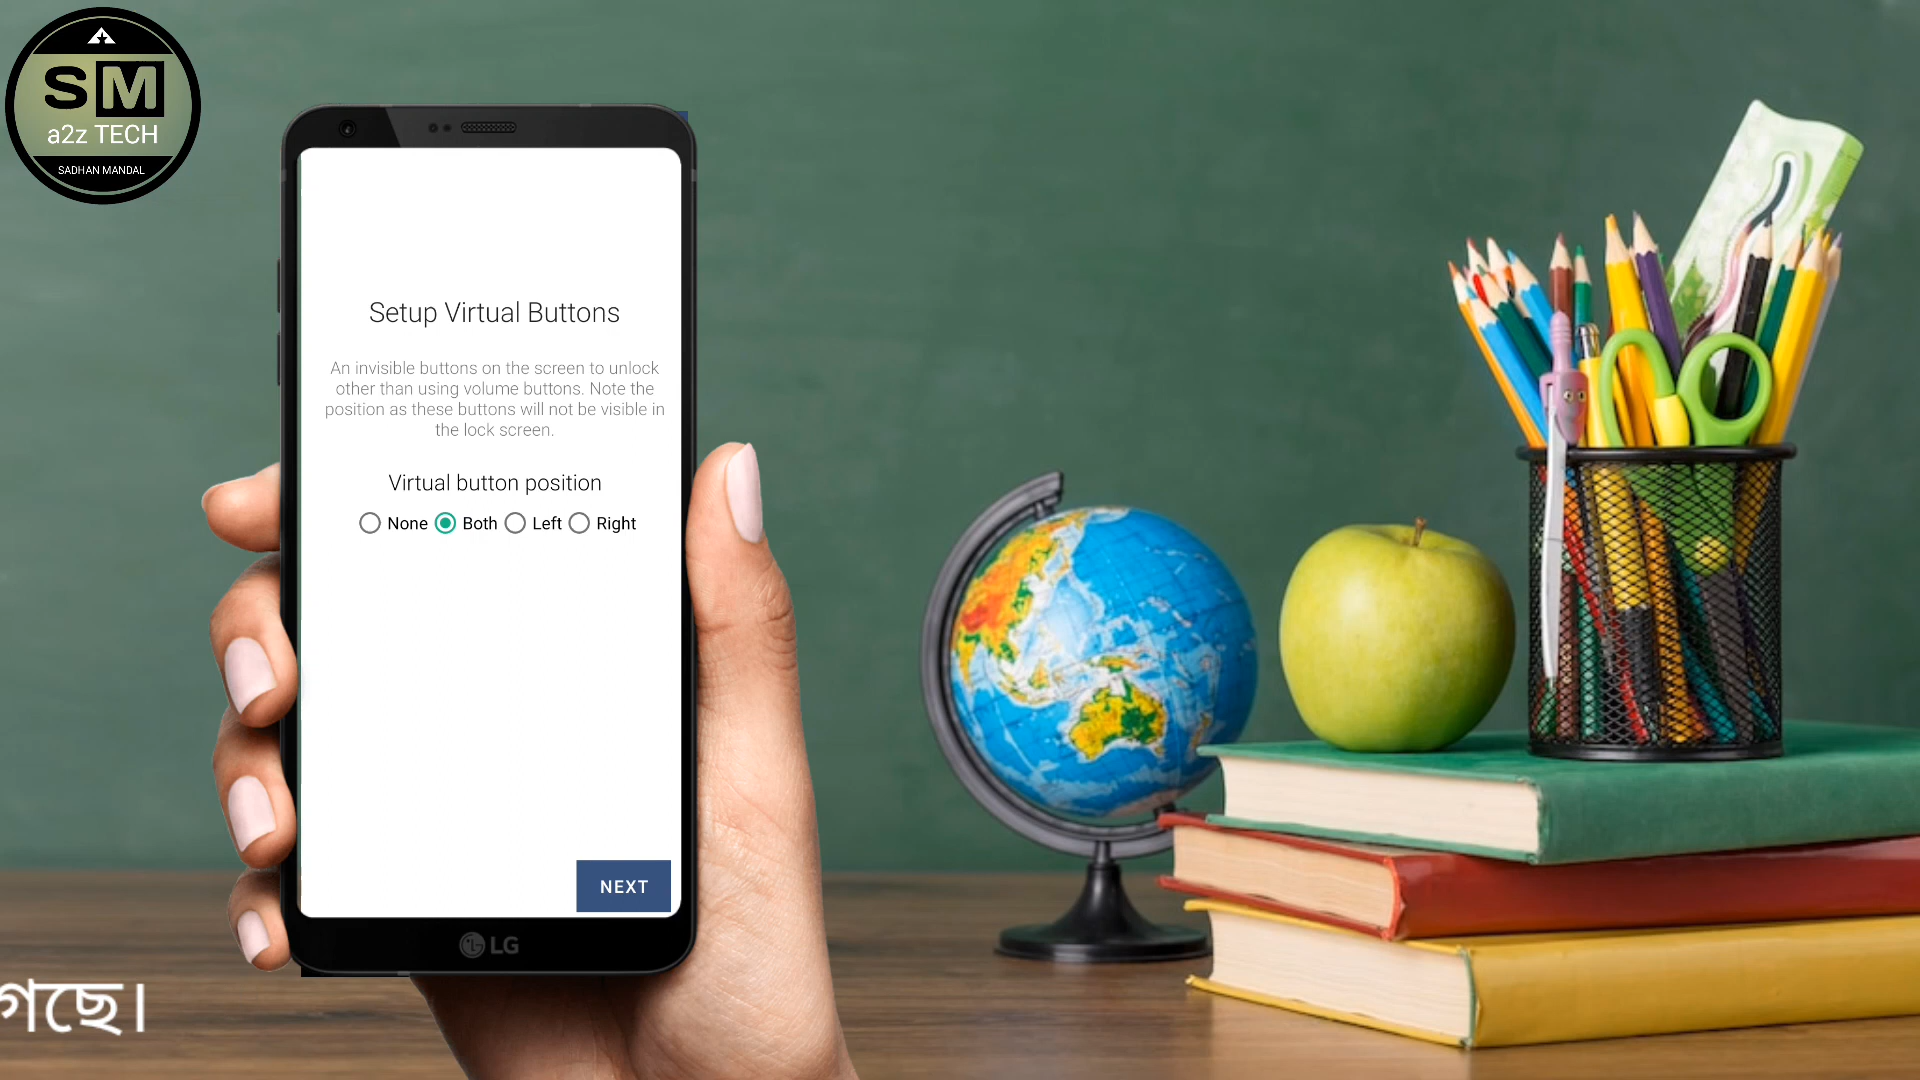 SM
a2z TECH
SADHAN MANDAL
Setup Virtual Buttons
An invisible buttons on the screen to unlock
other than using volume buttons. Note the
position as these buttons will not be visible in
the lock screen.
Virtual button position
None Both Left Right
NEXT
LG
গেছে।